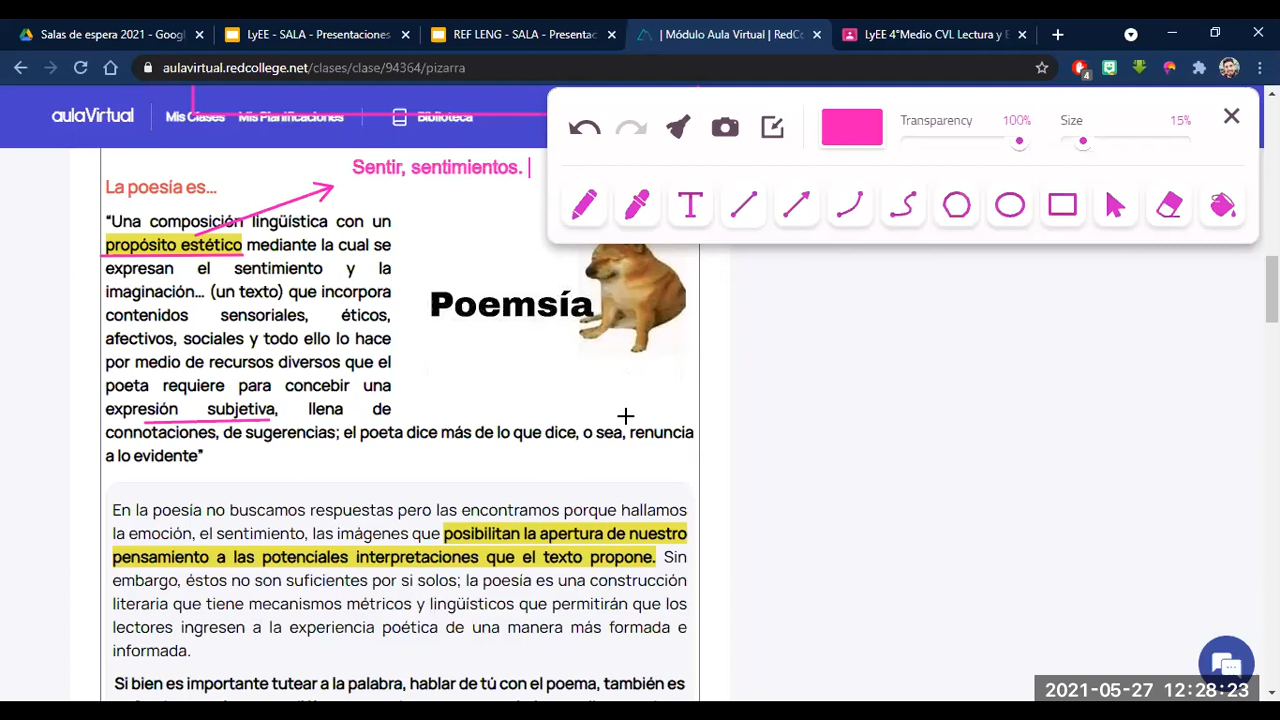 Salas de espera 2021 - Googl
LyEE - SALA - Presentaciones
REF LENG - SALA - Presentac
| Módulo Aula Virtual | RedCo
LyEE 4°Medio CVL Lectura y E
aulavirtual.redcollege.net/clases/clase/94364/pizarra
4
aulaVirtual
Mis Clases
Mis Planificaciones
Biblioteca
Transparency 100%
Size 15%
T
Sentir, sentimientos.
La poesía es...
“Una composición lingüística con un
propósito estético mediante la cual se
expresan el sentimiento y la
imaginación... (un texto) que incorpora
contenidos sensoriales, éticos,
afectivos, sociales y todo ello lo hace
por medio de recursos diversos que el
poeta requiere para concebir una
expresión subjetiva, llena de
connotaciones, de sugerencias; el poeta dice más de lo que dice, o sea, renuncia
a lo evidente”
Poemsía
En la poesía no buscamos respuestas pero las encontramos porque hallamos
la emoción, el sentimiento, las imágenes que posibilitan la apertura de nuestro
pensamiento a las potenciales interpretaciones que el texto propone. Sin
embargo, éstos no son suficientes por si solos; la poesía es una construcción
literaria que tiene mecanismos métricos y lingüísticos que permitirán que los
lectores ingresen a la experiencia poética de una manera más formada e
informada.
Si bien es importante tutear a la palabra, hablar de tú con el poema, también es
2021-05-27 12:28:23